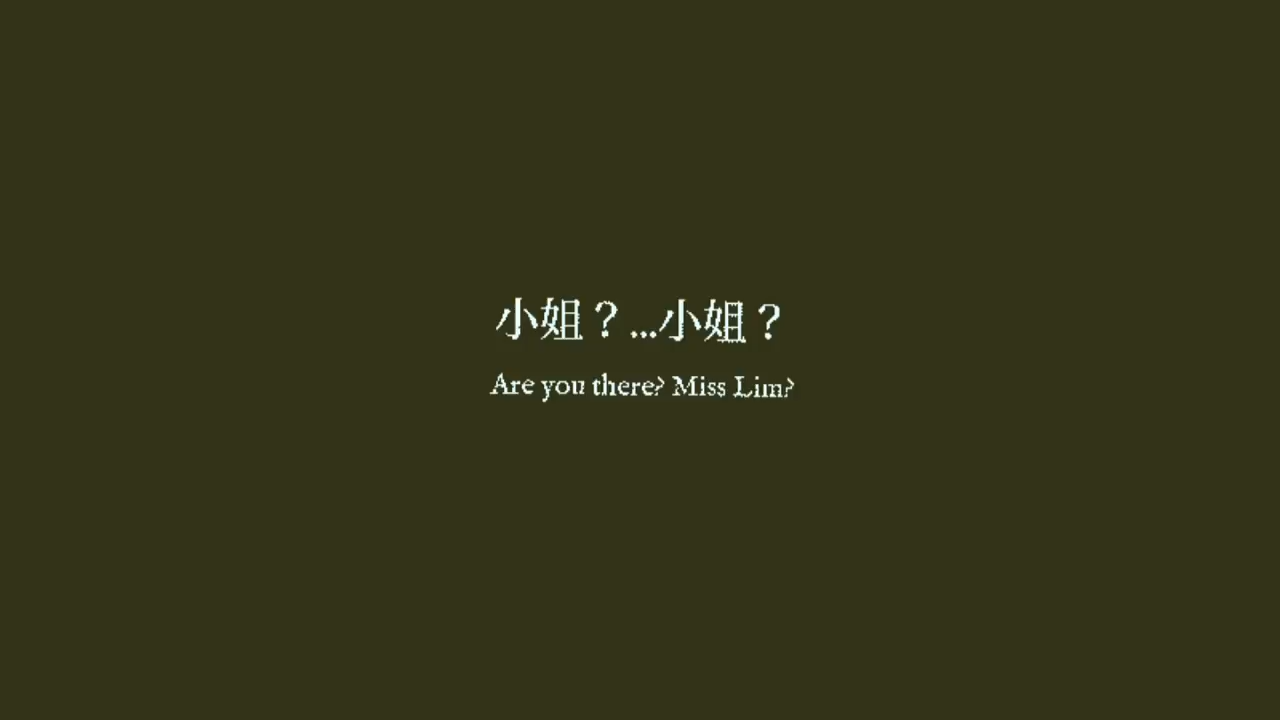 小姐？...小姐？
Are you there? Miss Lim?